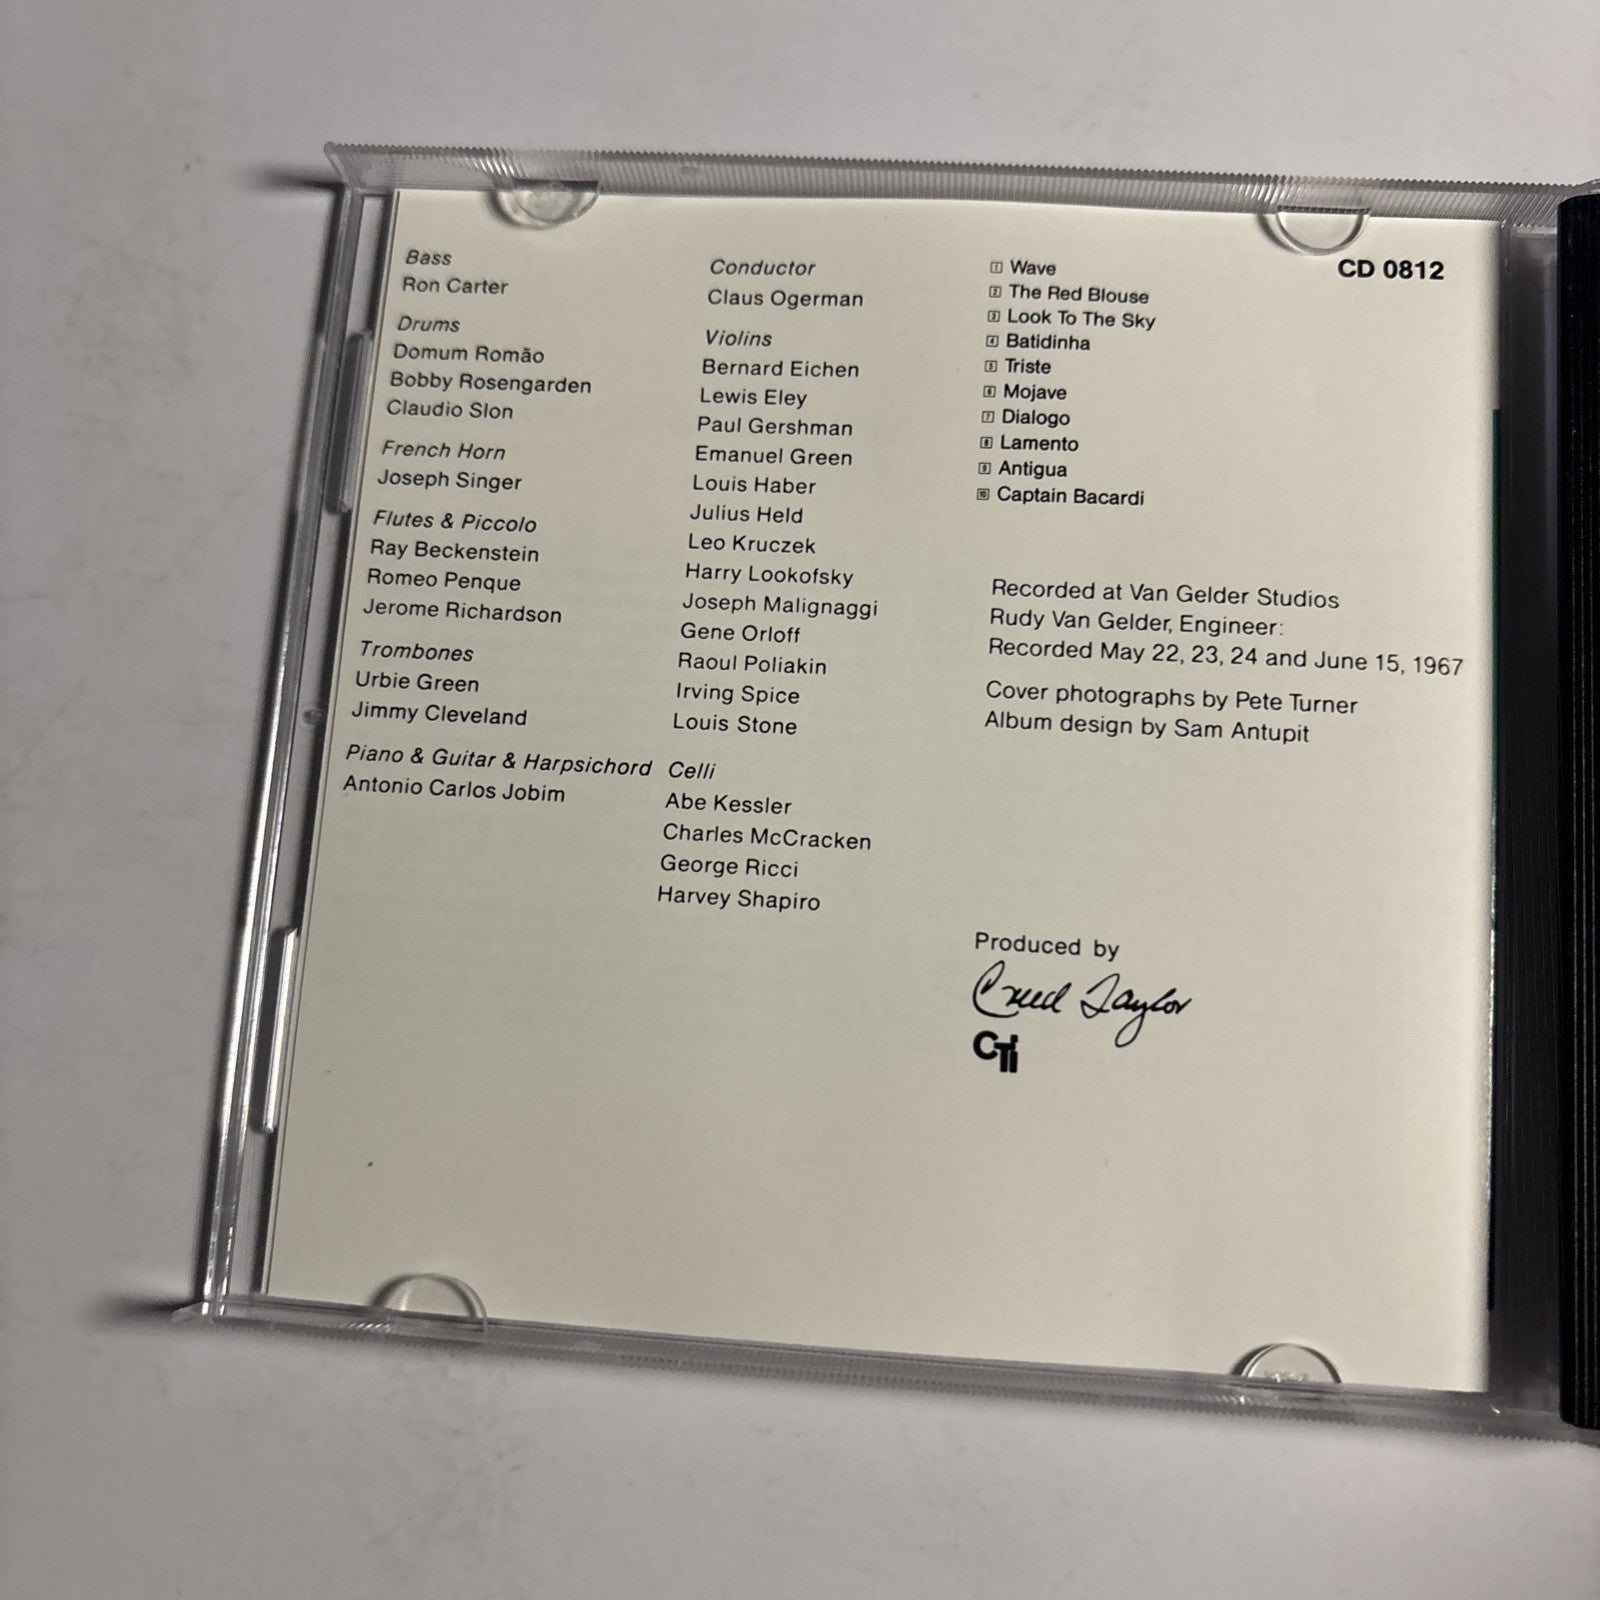 Bass
Ron Carter
Drums
Domum Romão
Bobby Rosengarden
Claudio Slon
French Horn
Joseph Singer
Flutes & Piccolo
Ray Beckenstein
Romeo Penque
Jerome Richardson
Trombones
Urbie Green
Jimmy Cleveland
Piano & Guitar & Harpsichord
Antonio Carlos Jobim
Conductor
Claus Ogerman
Violins
Bernard Eichen
Lewis Eley
Paul Gershman
Emanuel Green
Louis Haber
Julius Held
Leo Kruczek
Harry Lookofsky
Joseph Malignaggi
Gene Orloff
Raoul Poliakin
Irving Spice
Louis Stone
Celli
Abe Kessler
Charles McCracken
George Ricci
Harvey Shapiro
CD 0812
1 Wave
2 The Red Blouse
3 Look To The Sky
4 Batidinha
5 Triste
6 Mojave
7 Dialogo
8 Lamento
9 Antigua
10 Captain Bacardi
Recorded at Van Gelder Studios
Rudy Van Gelder, Engineer:
Recorded May 22, 23, 24 and June 15, 1967
Cover photographs by Pete Turner
Album design by Sam Antupit
Produced by
Creed Taylor
CTi